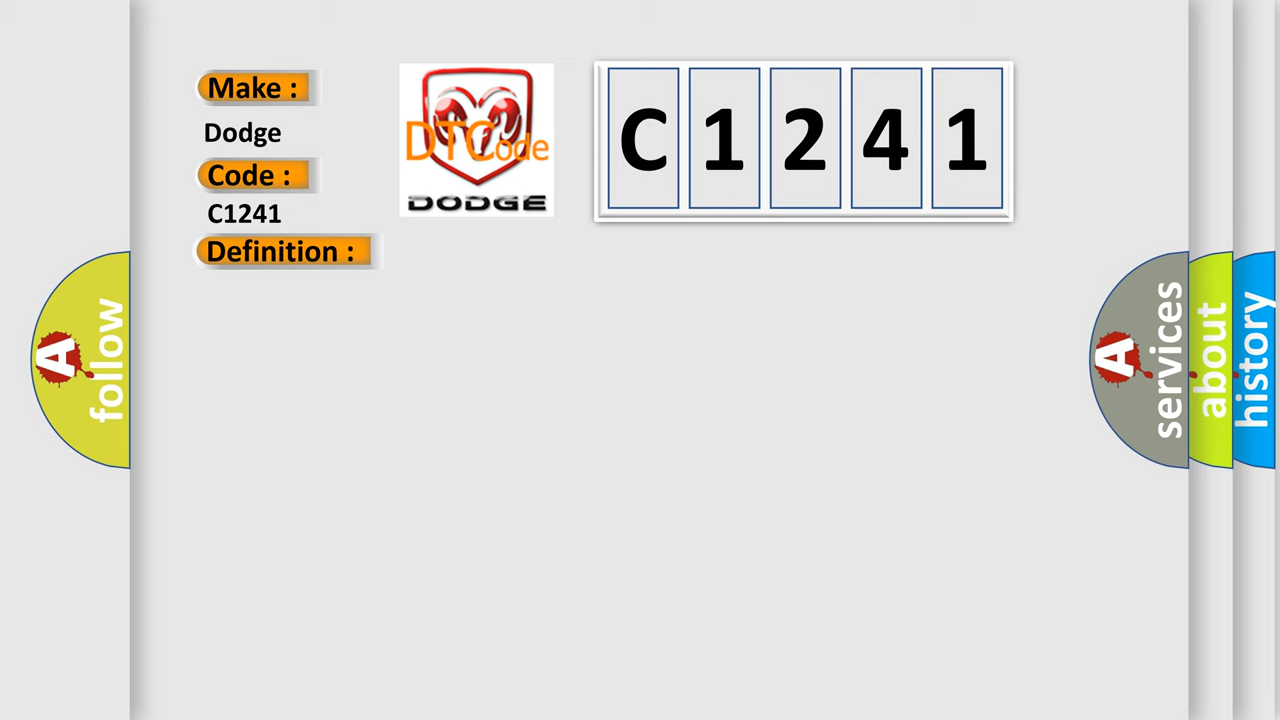 Make :
Dodge
Code :
C1241
Definition :
DTCode
DODGE
C 1 2 4 1
A follow
A services
about
history